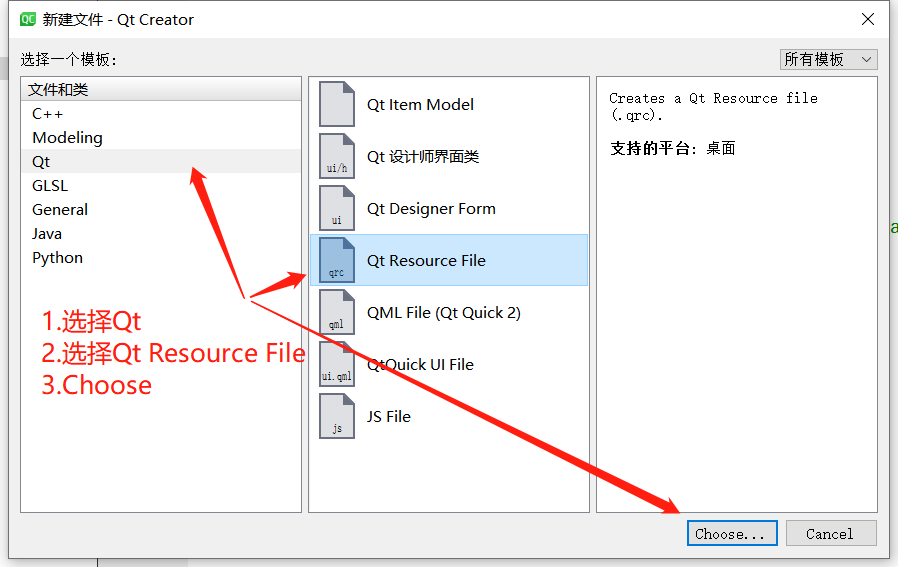 新建文件 - Qt Creator
选择一个模板:
所有模板
文件和类
C++
Modeling
Qt
GLSL
General
Java
Python
Qt Item Model
ui/h
Qt 设计师界面类
ui
Qt Designer Form
qrc
Qt Resource File
qml
QML File (Qt Quick 2)
ui.qml
QtQuick UI File
js
JS File
Creates a Qt Resource file
(.qrc).
支持的平台: 桌面
1.选择Qt
2.选择Qt Resource File
3.Choose
Choose...
Cancel